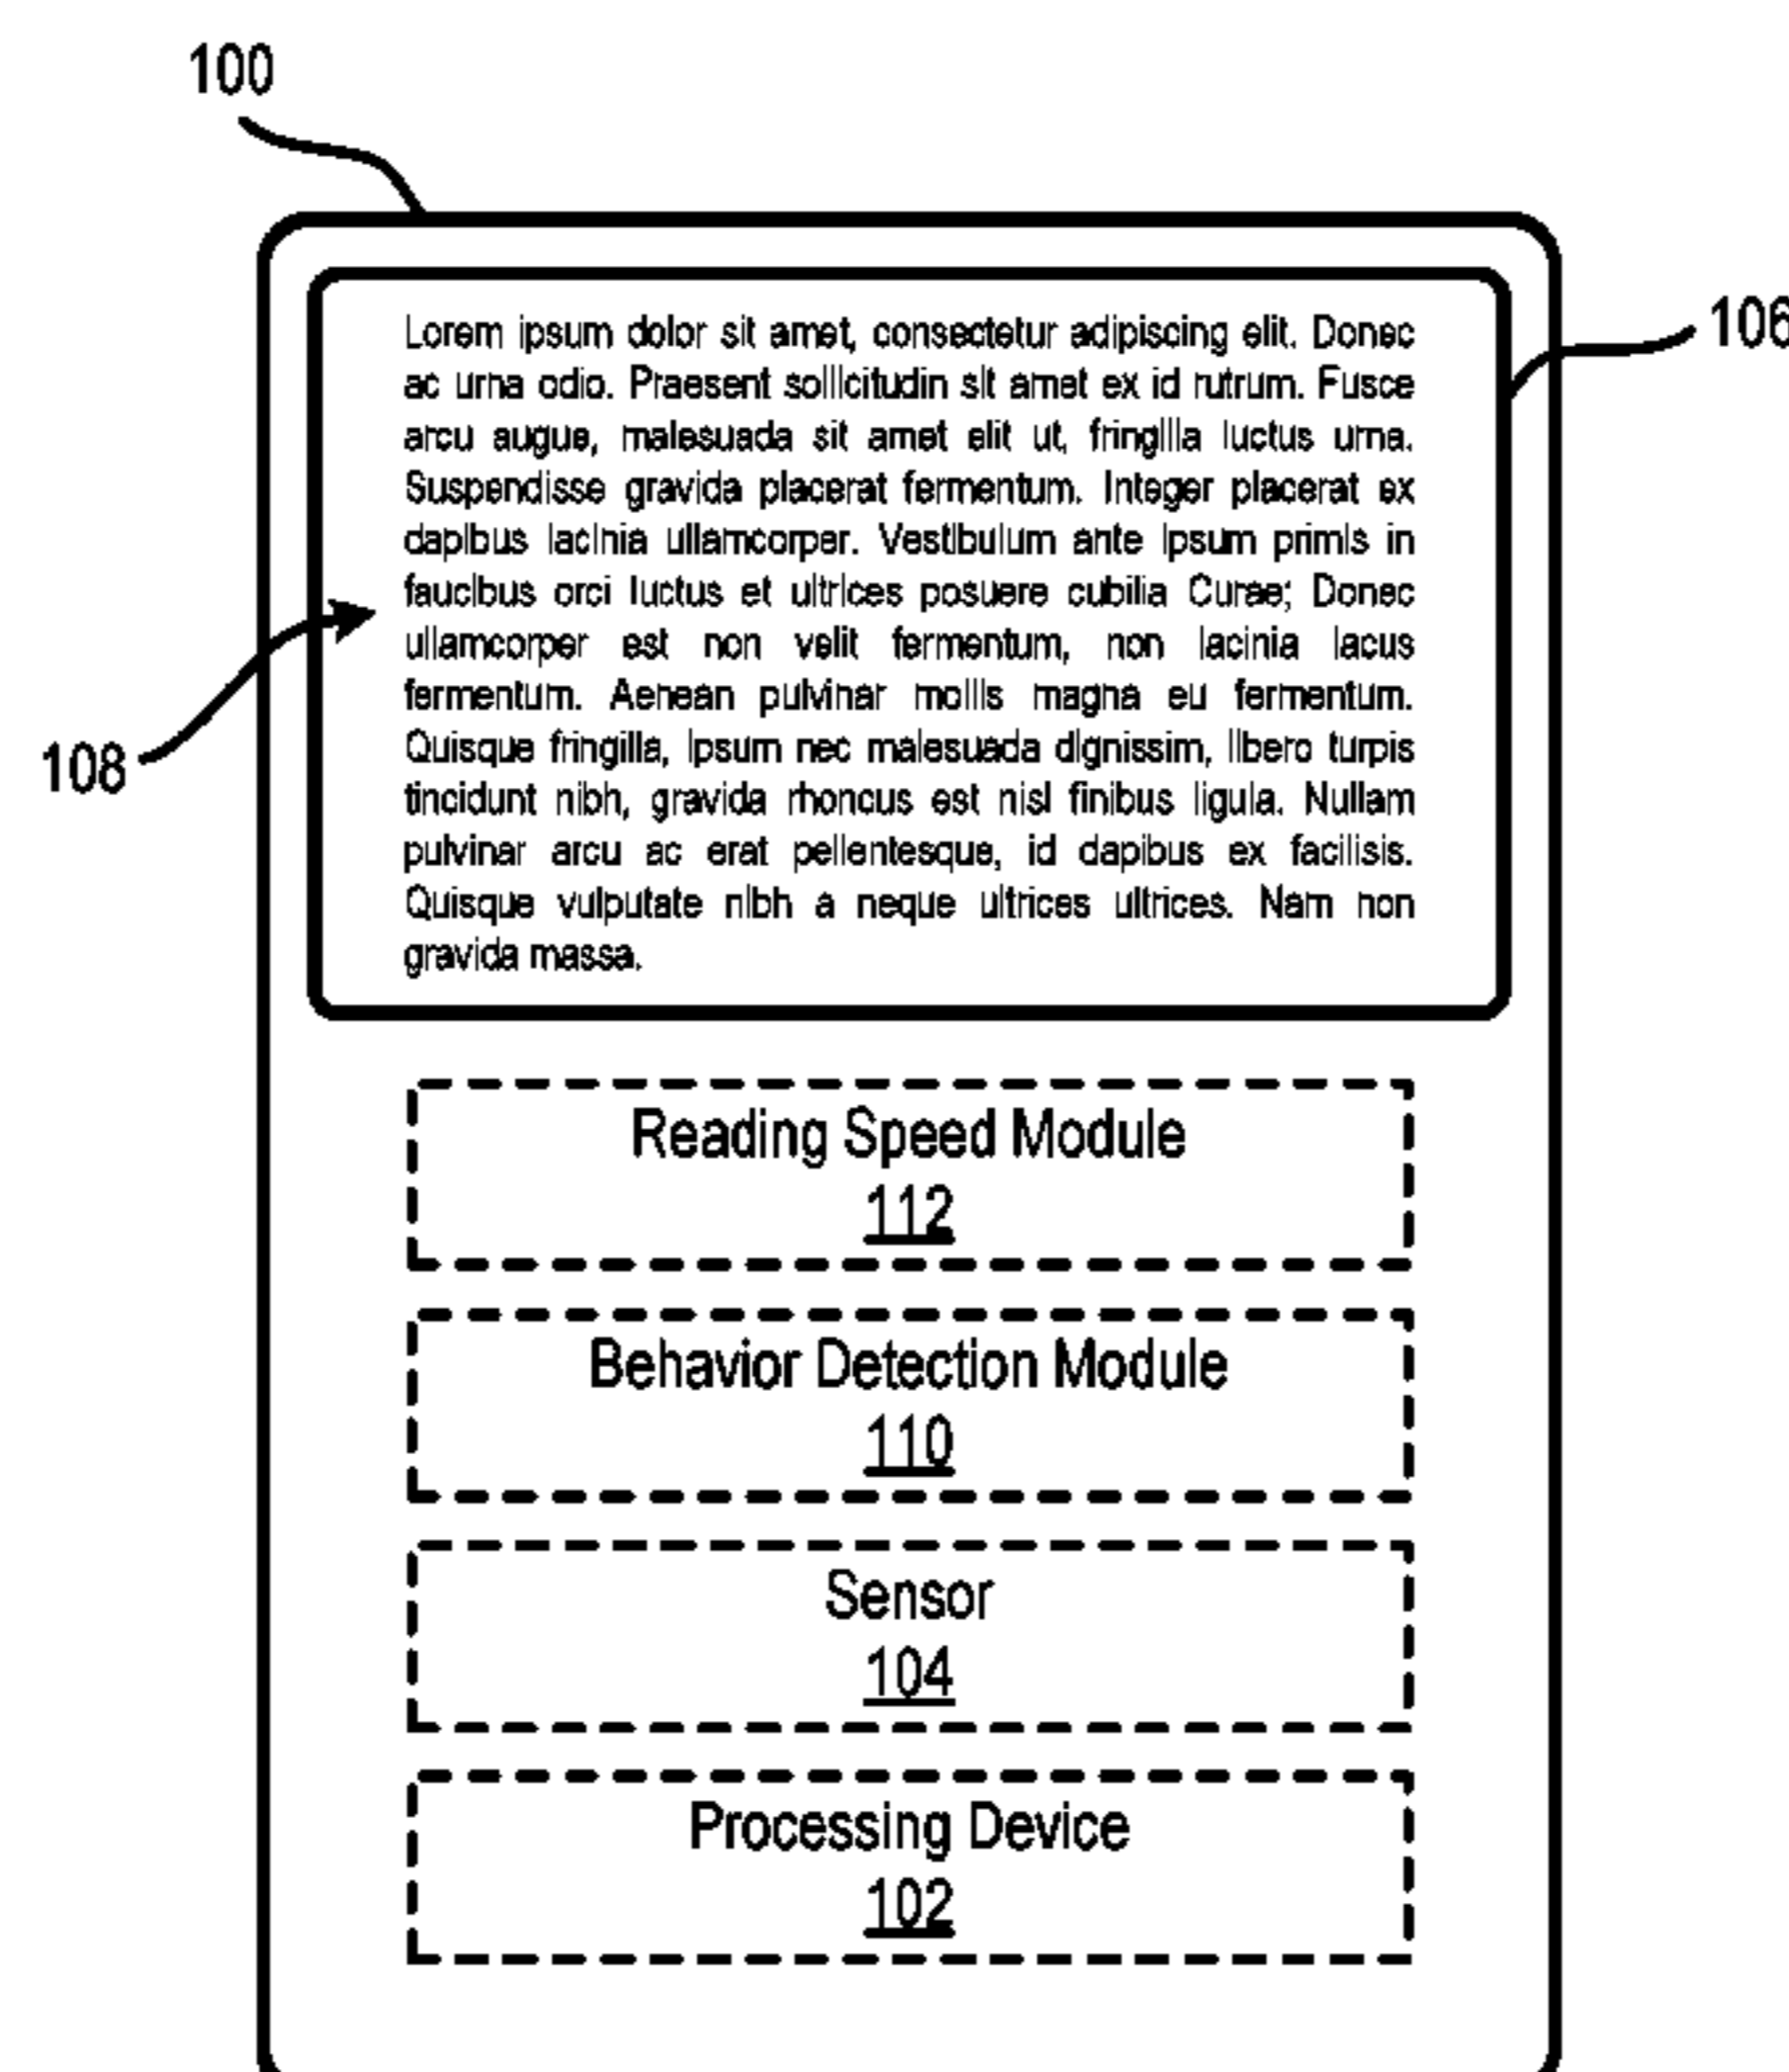 100
106
Lorem ipsum dolor sit amet, consectetur adipiscing elit. Donec
ac urna odio. Praesent sollicitudin sit amet ex id rutrum. Fusce
arcu augue, malesuada sit amet elit ut, fringilla luctus urna.
Suspendisse gravida placerat fermentum. Integer placerat ex
dapibus lacinia ullamcorper. Vestibulum ante ipsum primis in
faucibus orci luctus et ultrices posuere cubilia Curae; Donec
ullamcorper est non velit fermentum, non lacinia lacus
fermentum. Aenean pulvinar mollis magna eu fermentum.
Quisque fringilla, ipsum nec malesuada dignissim, libero turpis
tincidunt nibh, gravida rhoncus est nisl finibus ligula. Nullam
pulvinar arcu ac erat pellentesque, id dapibus ex facilisis.
Quisque vulputate nibh a neque ultrices ultrices. Nam non
gravida massa.
108
Reading Speed Module
112
Behavior Detection Module
110
Sensor
104
Processing Device
102